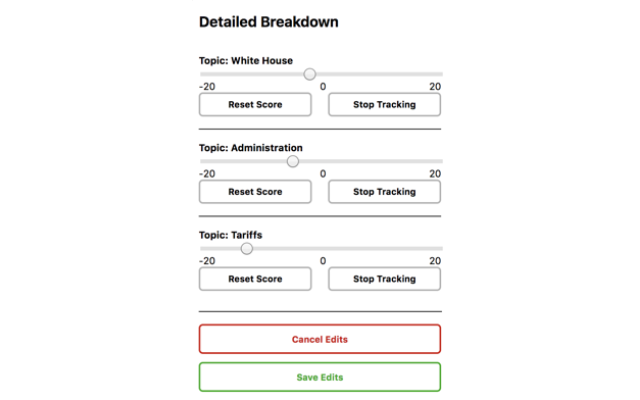 Detailed Breakdown
Topic: White House
-20 0 20
Reset Score Stop Tracking
Topic: Administration
-20 0 20
Reset Score Stop Tracking
Topic: Tariffs
-20 0 20
Reset Score Stop Tracking
Cancel Edits
Save Edits